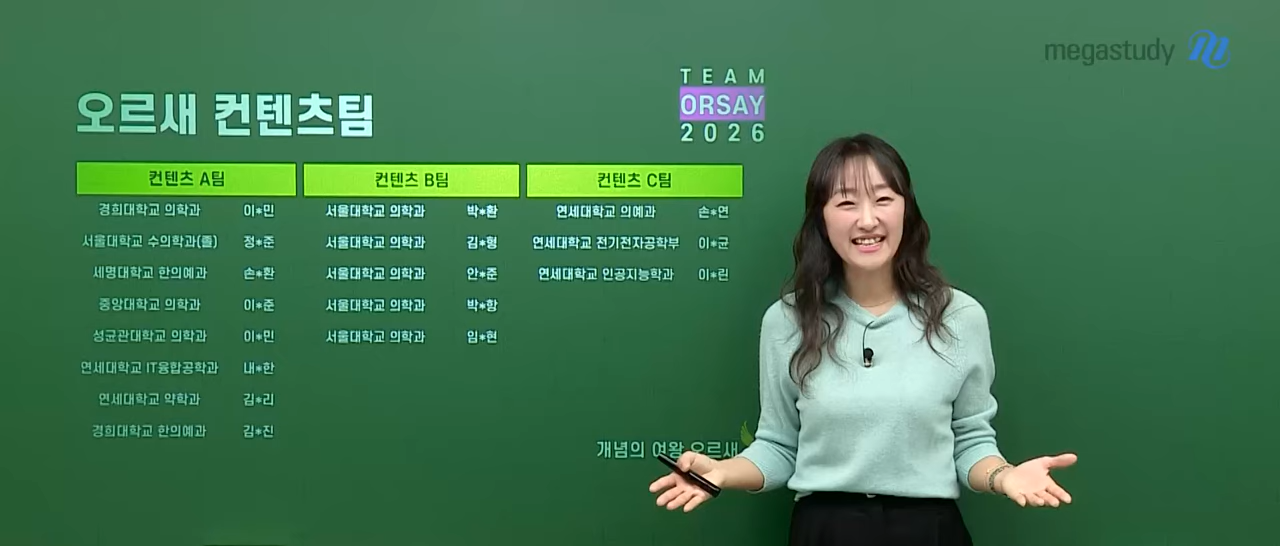 megastudy
TEAM
ORSAY
2026
오르새 컨텐츠팀
컨텐츠 A팀
경희대학교 의학과 이*민
서울대학교 수의학과(졸) 정*준
세명대학교 한의예과 손*환
중앙대학교 의학과 이*준
성균관대학교 의학과 이*민
연세대학교 IT융합공학과 내*한
연세대학교 약학과 김*리
경희대학교 한의예과 김*진
컨텐츠 B팀
서울대학교 의학과 박*환
서울대학교 의학과 김*형
서울대학교 의학과 안*준
서울대학교 의학과 박*항
서울대학교 의학과 임*현
컨텐츠 C팀
연세대학교 의예과 손*연
연세대학교 전기전자공학부 이*균
연세대학교 인공지능학과 이*린
개념의 여왕 오르새